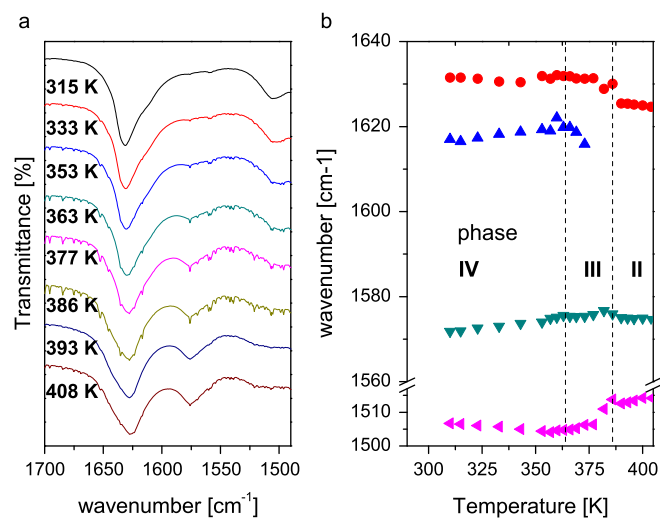 a
315 K
333 K
353 K
363 K
377 K
386 K
393 K
408 K
Transmittance [%]
1700 1650 1600 1550 1500
wavenumber [cm-1]
b
1640
1620
1600
1580
1560
1510
1500
wavenumber [cm-1]
phase
IV III II
300 325 350 375 400
Temperature [K]